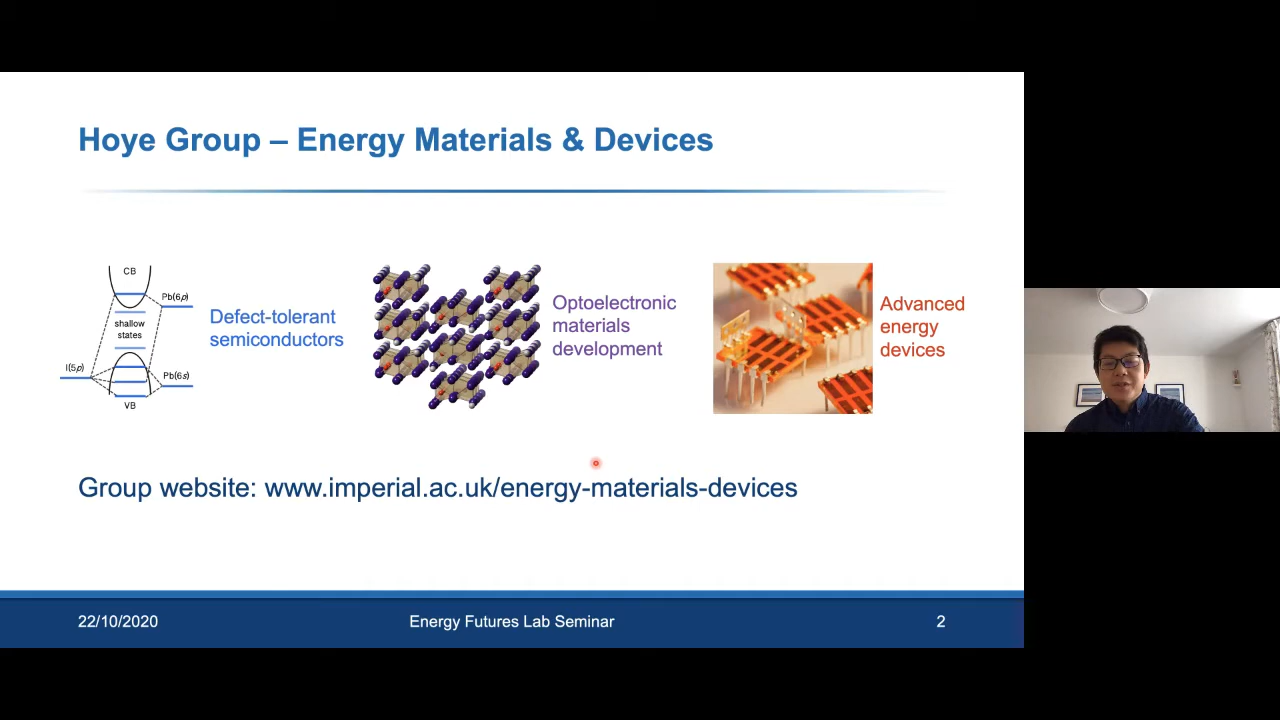 Hoye Group – Energy Materials & Devices
CB
Pb(6p)
shallow
states
I(5p)
Pb(6s)
VB
Defect-tolerant
semiconductors
Optoelectronic
materials
development
Advanced
energy
devices
Group website: www.imperial.ac.uk/energy-materials-devices
22/10/2020
Energy Futures Lab Seminar
2